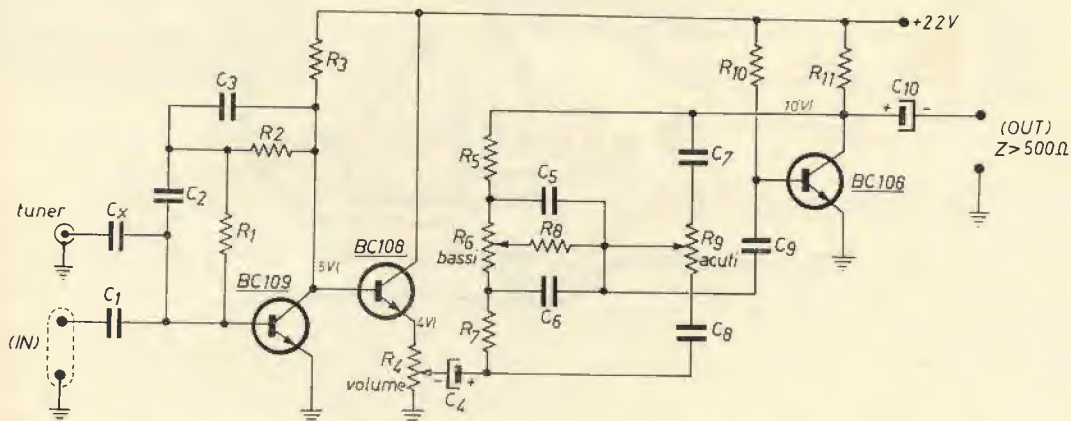 +22V
R3
R10
R11
C3
C10
+
-
10V
(OUT)
Z>500Ω
R2
R5
C7
C2
C5
BC106
tuner
Cx
R1
R6
bassi
R8
R9
acuti
C9
5V
BC108
BC109
C1
4V
C6
(IN)
R7
C8
R4
volume
-
+
C4